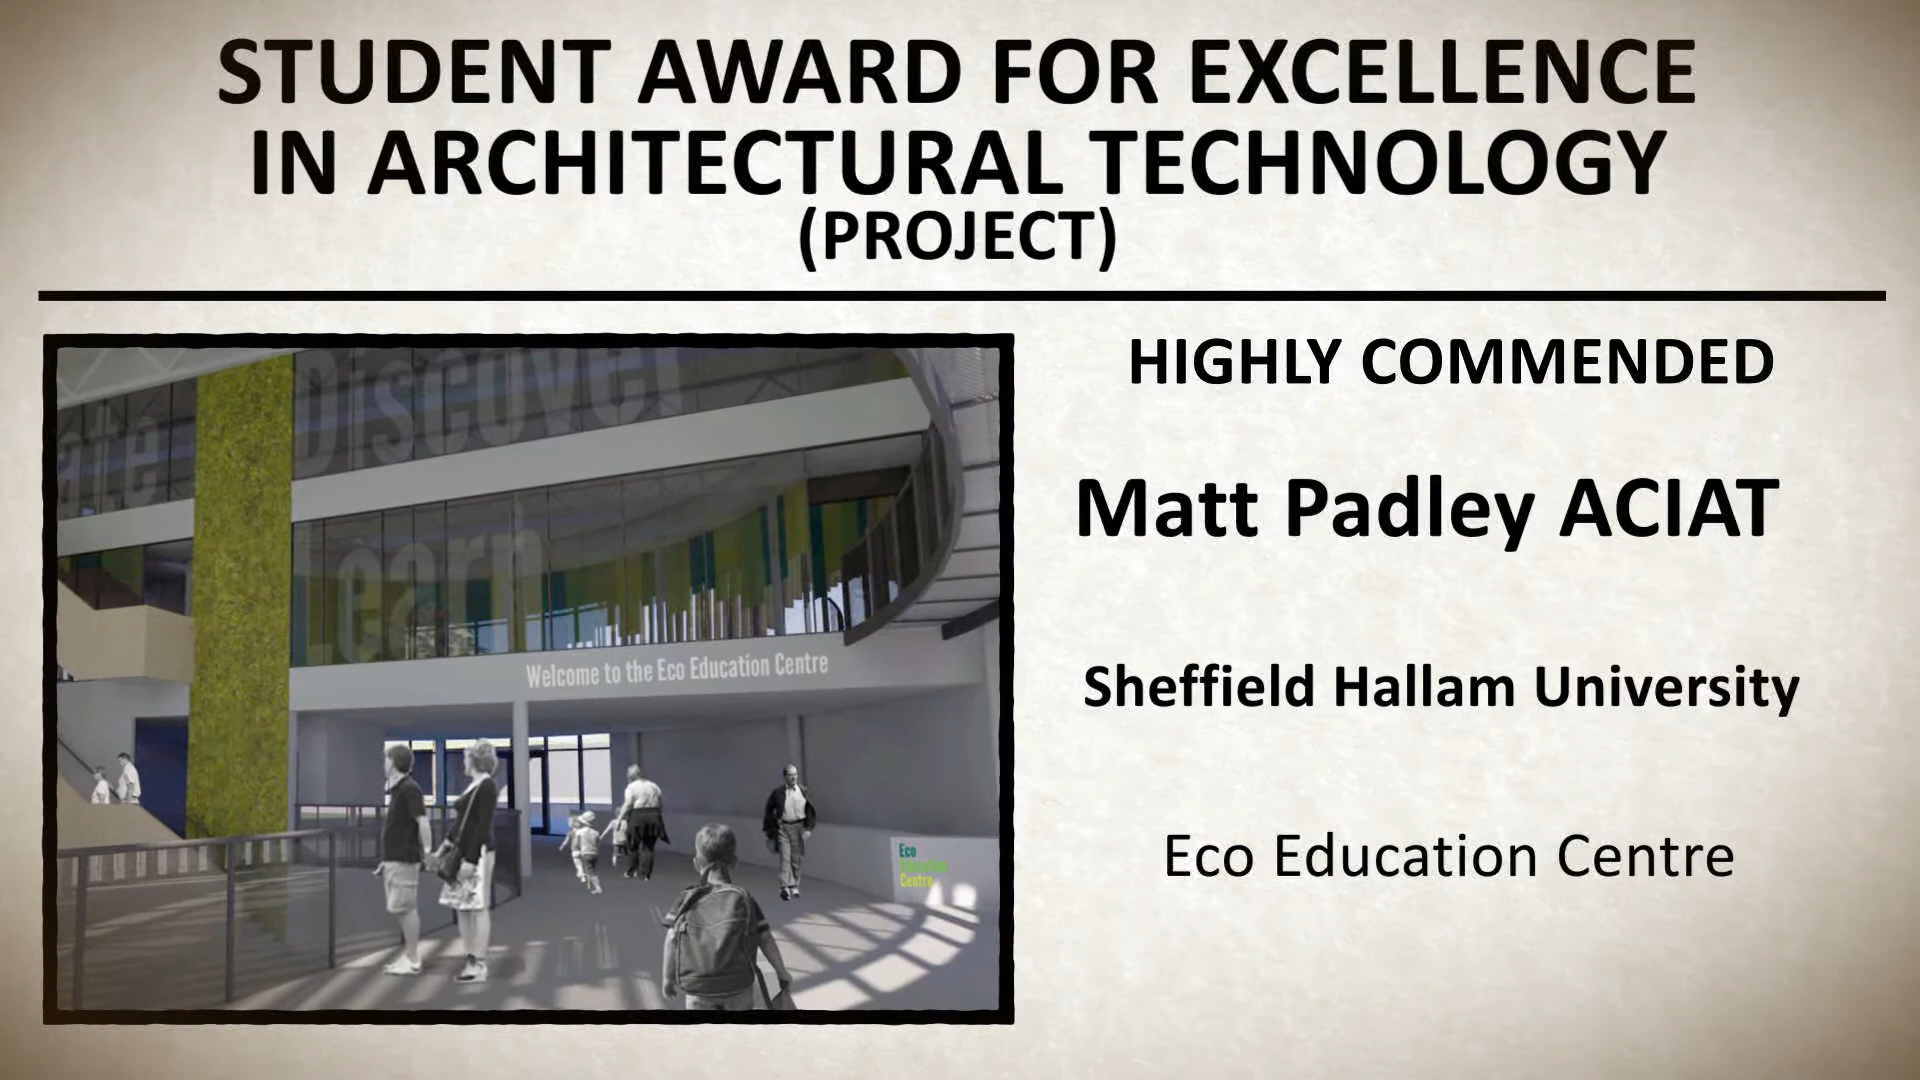 STUDENT AWARD FOR EXCELLENCE
IN ARCHITECTURAL TECHNOLOGY
(PROJECT)
HIGHLY COMMENDED
Matt Padley ACIAT
Sheffield Hallam University
Eco Education Centre
Discover
Learn
Welcome to the Eco Education Centre
Eco
Education
Centre